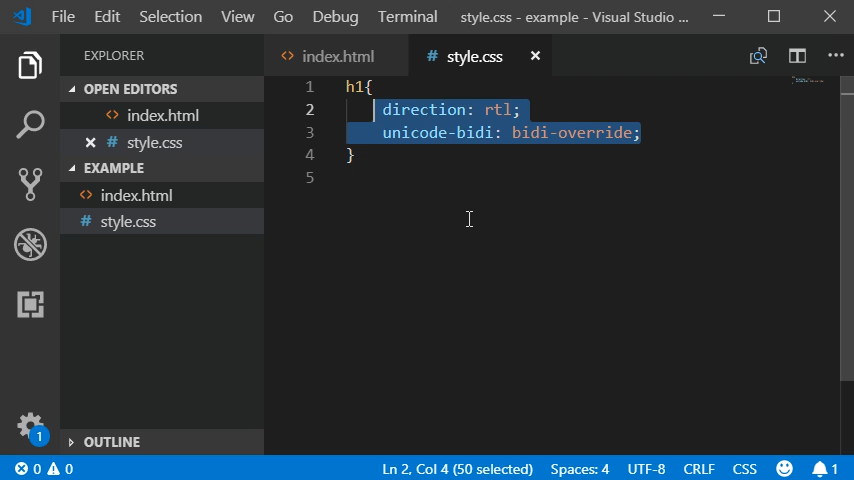 File Edit Selection View Go Debug Terminal style.css - example - Visual Studio ...
EXPLORER
OPEN EDITORS
index.html
# style.css
EXAMPLE
index.html
# style.css
OUTLINE
index.html
# style.css
1 h1{
2 direction: rtl;
3 unicode-bidi: bidi-override;
4 }
5
1
0 0 Ln 2, Col 4 (50 selected) Spaces: 4 UTF-8 CRLF CSS 1